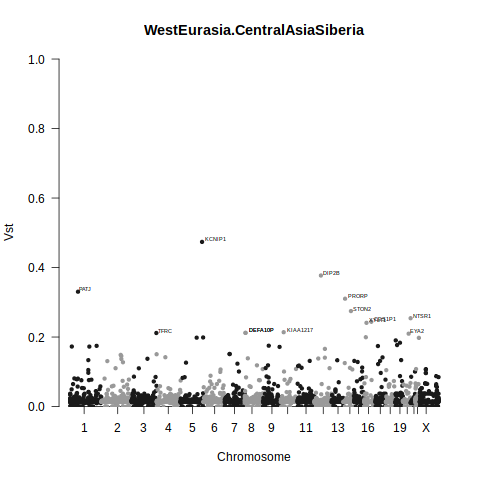 WestEurasia.CentralAsiaSiberia
1.0
0.8
0.6
0.4
0.2
0.0
Vst
KCNIP1
DIP2B
PATJ
PRORP
STON2
NTSR1
TFRC
DEFA10P
KIAA1217
EYA2
1
2
3
4
5
6
7
8
9
11
13
16
19
X
Chromosome